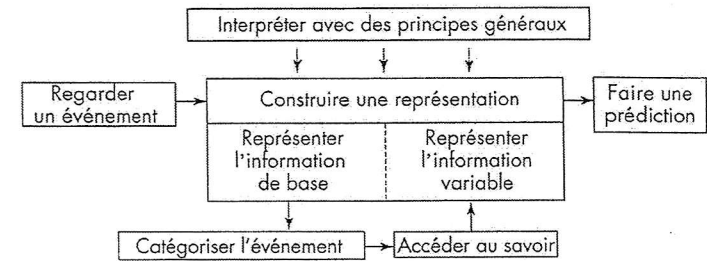 Interpréter avec des principes généraux
Regarder
un événement
Construire une représentation
Faire une
prédiction
Représenter
l'information
de base
Représenter
l'information
variable
Catégoriser l'événement
Accéder au savoir